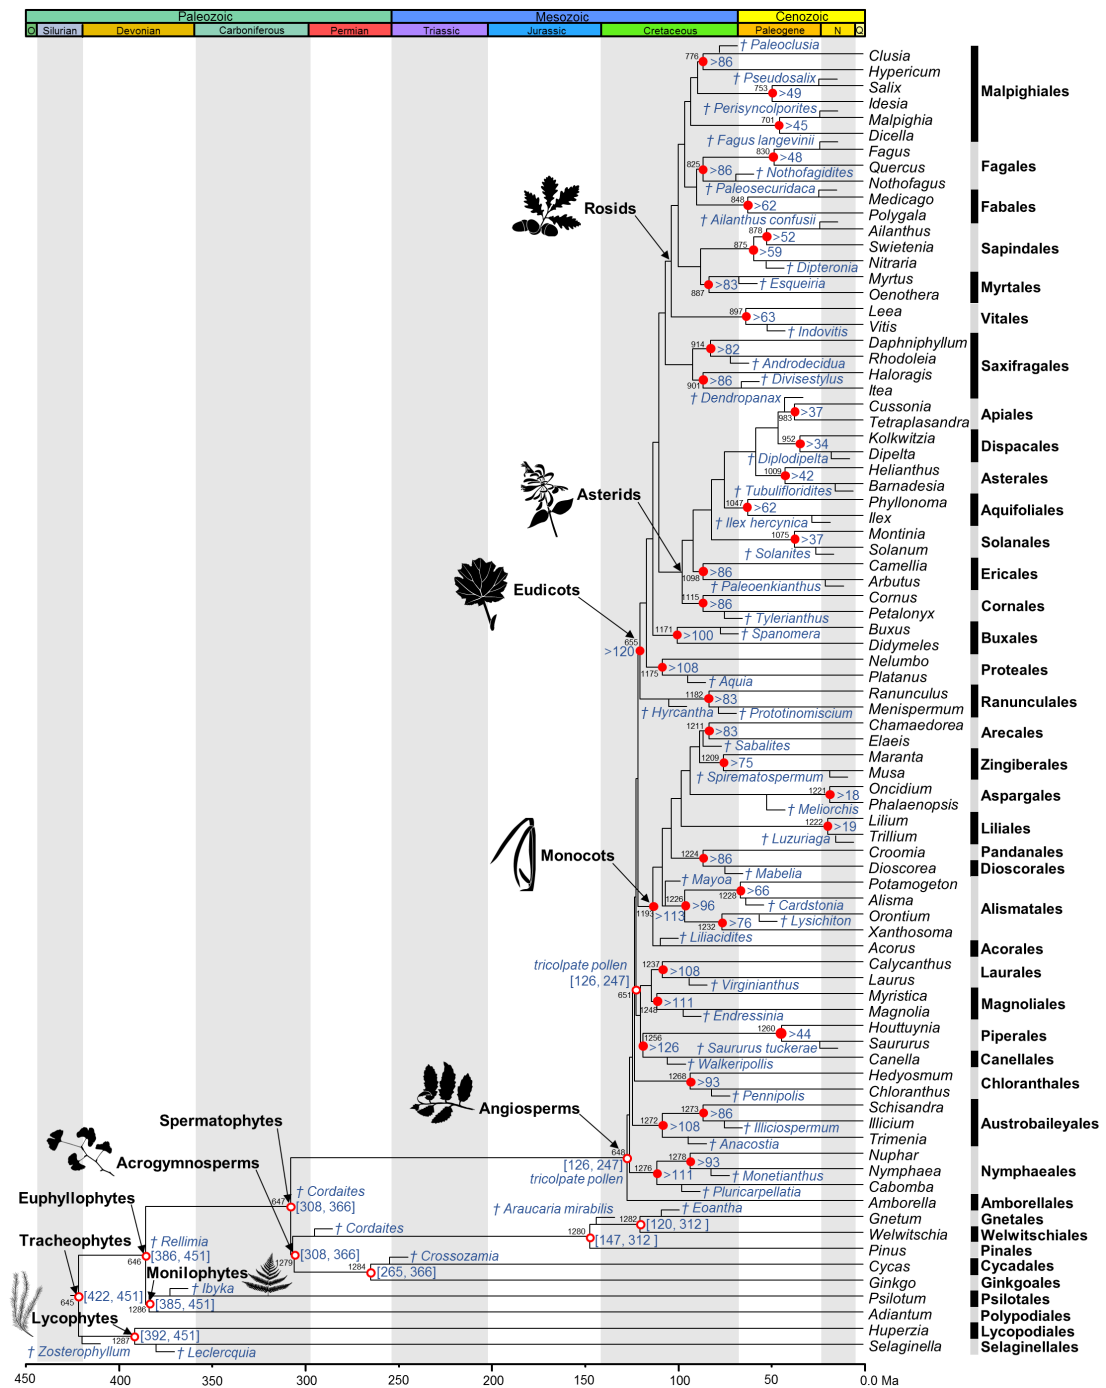 Paleozoic Mesozoic Cenozoic
O Silurian Devonian Carboniferous Permian Triassic Jurassic Cretaceous Paleogene N Q
† Paleoclusia
776 >86 Clusia
Hypericum
Malpighiales
† Pseudosalix
753 >49 Salix
Idesia
† Perisyncolporites
701 >45 Malpighia
Dicella
† Fagus langevinii
830 >48 Fagus
825 >86 Quercus
Fagales
† Nothofagidites
Nothofagus
† Paleosecuridaca
848 >62 Medicago
Polygala
Fabales
Rosids
† Ailanthus confusii
878 >52 Ailanthus
875 >59 Swietenia
Sapindales
Nitraria
† Dipteronia
887 >83 Myrtus
† Esqueiria
Myrtales
Oenothera
897 >63 Leea
Vitales
Vitis
† Indovitis
914 >82 Daphniphyllum
Rhodoleia
† Androdecidua
Saxifragales
901 >86 Haloragis
† Divisestylus
Itea
† Dendropanax
983 >37 Cussonia
Apiales
Tetraplasandra
952 >34 Kolkwitzia
Dispacales
Dipelta
† Diplodipelta
1009 >42 Helianthus
Asterales
Barnadesia
† Tubulifloridites
Asterids
1047 >62 Phyllonoma
Aquifoliales
Ilex
† Ilex hercynica
1075 >37 Montinia
Solanales
Solanum
† Solanites
1098 >86 Camellia
Ericales
Arbutus
† Paleoenkianthus
1115 >86 Cornus
Cornales
Petalonyx
† Tylerianthus
Eudicots
1171 >100 Buxus
† Spanomera
Buxales
Didymeles
655 >120
1175 >108 Nelumbo
Proteales
Platanus
† Aquia
1182 >83 Ranunculus
Ranunculales
Menispermum
† Hyrcantha † Prototinomiscium
1211 >83 Chamaedorea
Arecales
Elaeis
† Sabalites
1209 >75 Maranta
Zingiberales
Musa
† Spirematospermum
1221 >18 Oncidium
Aspargales
Phalaenopsis
† Meliorchis
1222 >19 Lilium
Liliales
Trillium
† Luzuriaga
Monocots
1224 >86 Croomia
Pandanales
Dioscorea
† Mabelia
Dioscorales
† Mayoa
1228 >66 Potamogeton
Alisma
† Cardstonia
Alismatales
1193 >113 1226 >96
1232 >76 Orontium
† Lysichiton
Xanthosoma
† Liliacidites
Acorus
Acorales
tricolpate pollen
[126, 247]
651
1237 >108 Calycanthus
Laurales
Laurus
† Virginianthus
1248 >111 Myristica
Magnoliales
Magnolia
† Endressinia
1260 >44 Houttuynia
Piperales
1256 >126 Saururus
† Saururus tuckerae
Canella
† Walkeripollis
Canellales
1268 >93 Hedyosmum
Chloranthales
Chloranthus
† Pennipolis
1273 >86 Schisandra
Illicium
† Illiciospermum
Austrobaileyales
1272 >108
Trimenia
† Anacostia
Angiosperms
648
[126, 247]
tricolpate pollen
1278 >93 Nuphar
Nymphaea
† Monetianthus
Nymphaeales
1276 >111
Cabomba
† Pluricarpellatia
Amborella
Amborellales
Spermatophytes
† Cordaites
647 [308, 366]
Acrogymnosperms
† Araucaria mirabilis † Eoantha
1282 [120, 312 ] Gnetum
Gnetales
† Cordaites
Welwitschia
Welwitschiales
1280 [147, 312 ]
Pinus
Pinales
1279 [308, 366]
† Crossozamia
1284 [265, 366] Cycas
Cycadales
Ginkgo
Ginkgoales
Euphyllophytes
† Rellimia
646 [386, 451]
Tracheophytes
Monilophytes
† Ibyka
Psilotum
Psilotales
645 [422, 451]
1286 [385, 451]
Adiantum
Polypodiales
Lycophytes
1287 [392, 451]
Huperzia
Lycopodiales
Selaginella
Selaginellales
† Zosterophyllum † Leclercquia
450 400 350 300 250 200 150 100 50 0.0 Ma